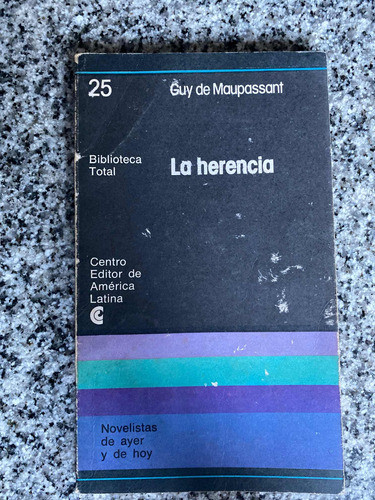 25
Guy de Maupassant
Biblioteca
Total
La herencia
Centro
Editor de
América
Latina
Novelistas
de ayer
y de hoy